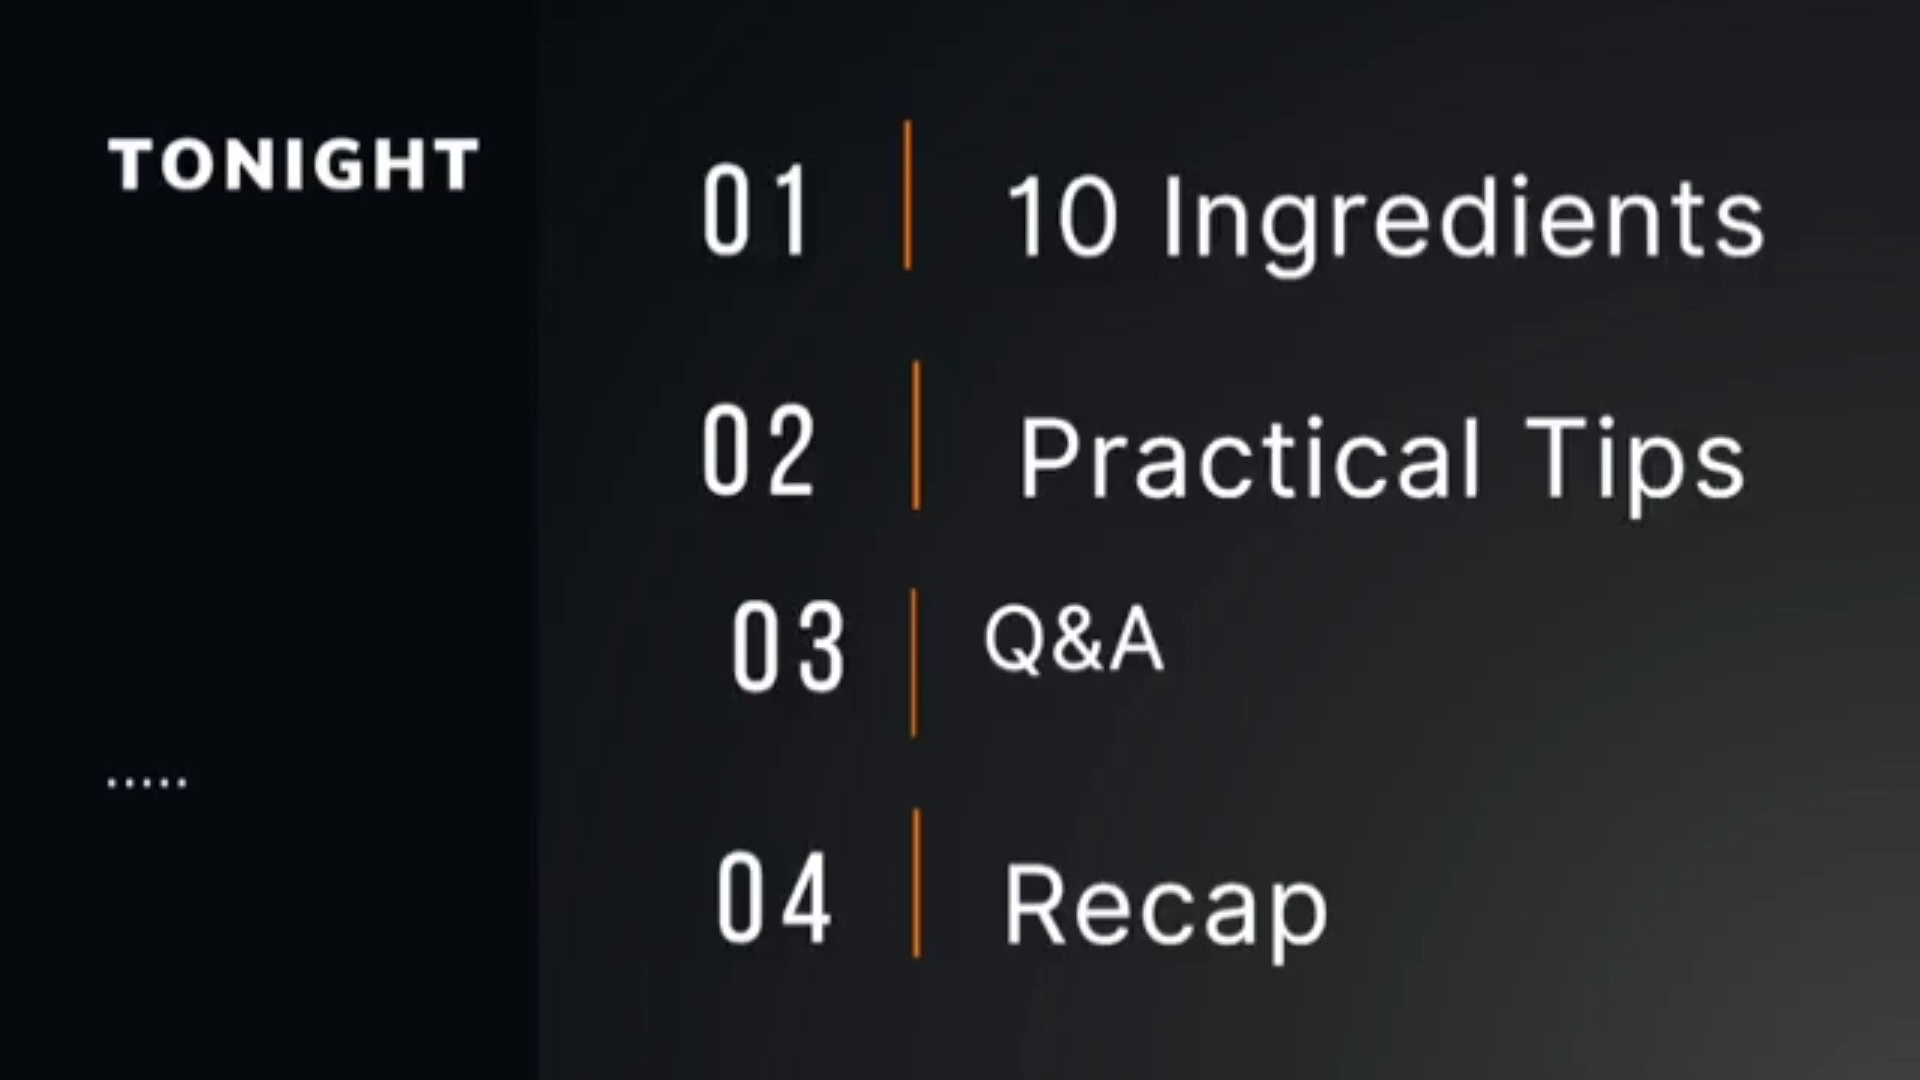 TONIGHT
01 10 Ingredients
02 Practical Tips
03 Q&A
04 Recap
.....